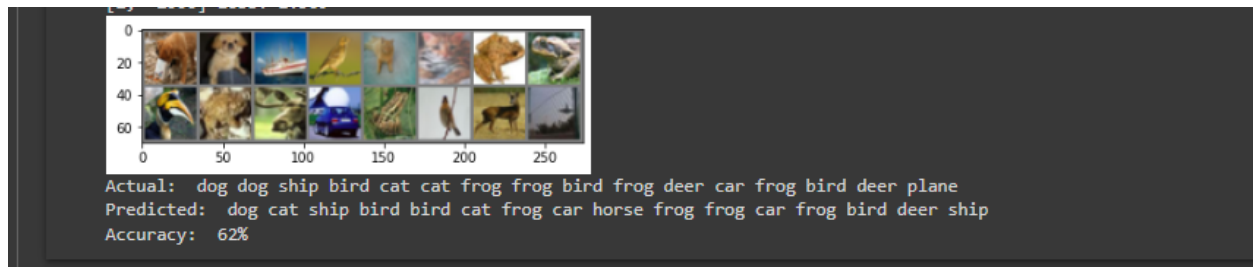 0
20
40
60
0 50 100 150 200 250
Actual: dog dog ship bird cat cat frog frog bird frog deer car frog bird deer plane
Predicted: dog cat ship bird bird cat frog car horse frog frog car frog bird deer ship
Accuracy: 62%